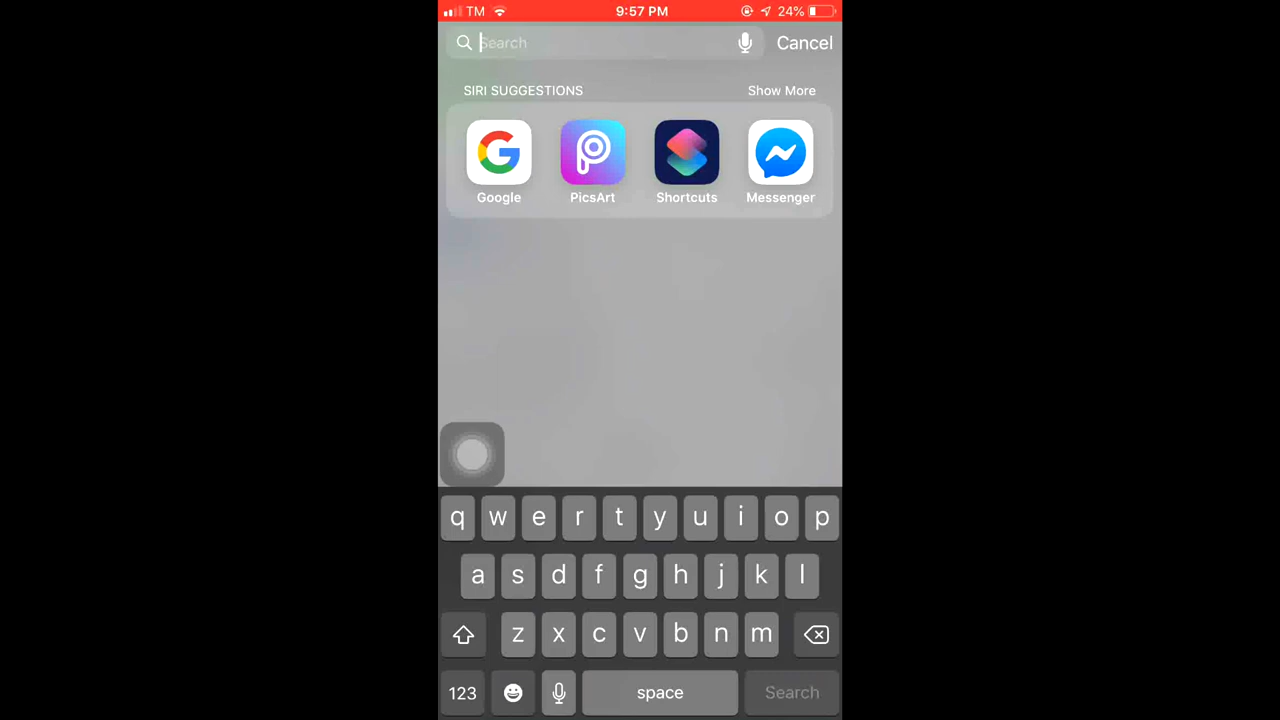 TM 9:57 PM 24%
Search Cancel
SIRI SUGGESTIONS Show More
Google PicsArt Shortcuts Messenger
q w e r t y u i o p
a s d f g h j k l
z x c v b n m
123 space Search